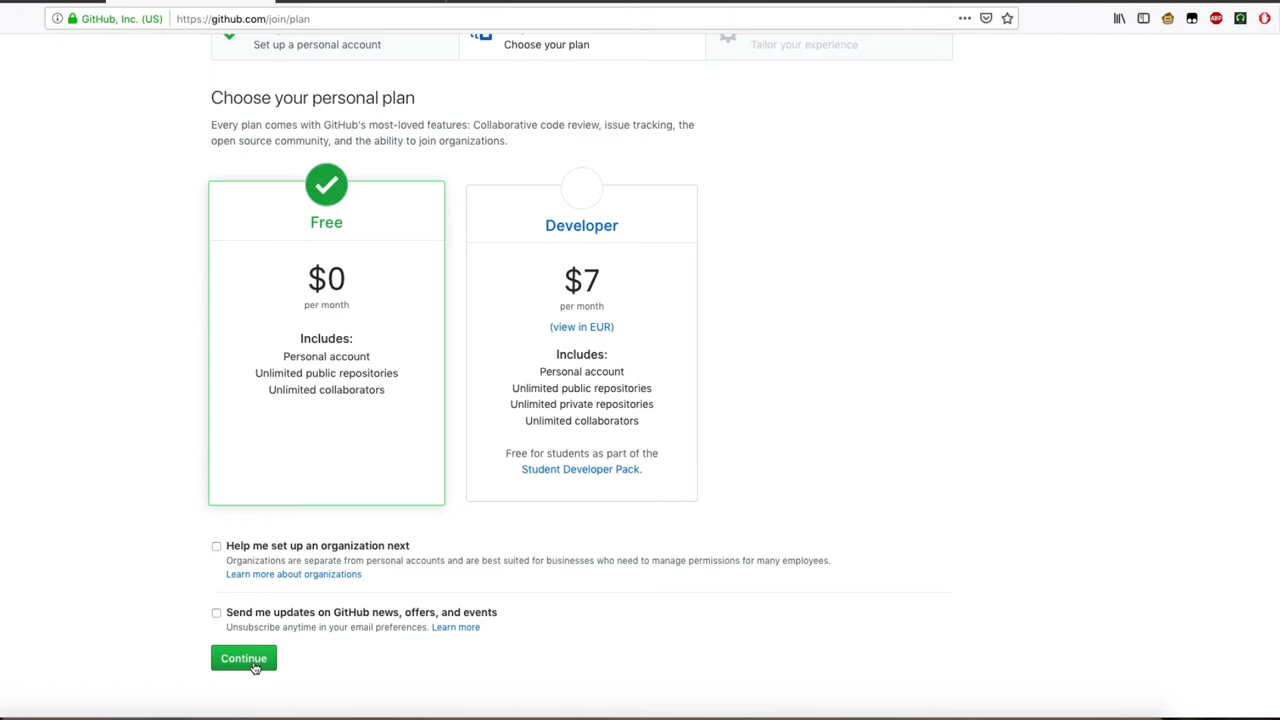 GitHub, Inc. (US) https://github.com/join/plan
Set up a personal account
Choose your plan
Tailor your experience
Choose your personal plan
Every plan comes with GitHub's most-loved features: Collaborative code review, issue tracking, the
open source community, and the ability to join organizations.
Free
$0
per month
Includes:
Personal account
Unlimited public repositories
Unlimited collaborators
Developer
$7
per month
(view in EUR)
Includes:
Personal account
Unlimited public repositories
Unlimited private repositories
Unlimited collaborators
Free for students as part of the
Student Developer Pack.
Help me set up an organization next
Organizations are separate from personal accounts and are best suited for businesses who need to manage permissions for many employees.
Learn more about organizations
Send me updates on GitHub news, offers, and events
Unsubscribe anytime in your email preferences. Learn more
Continue